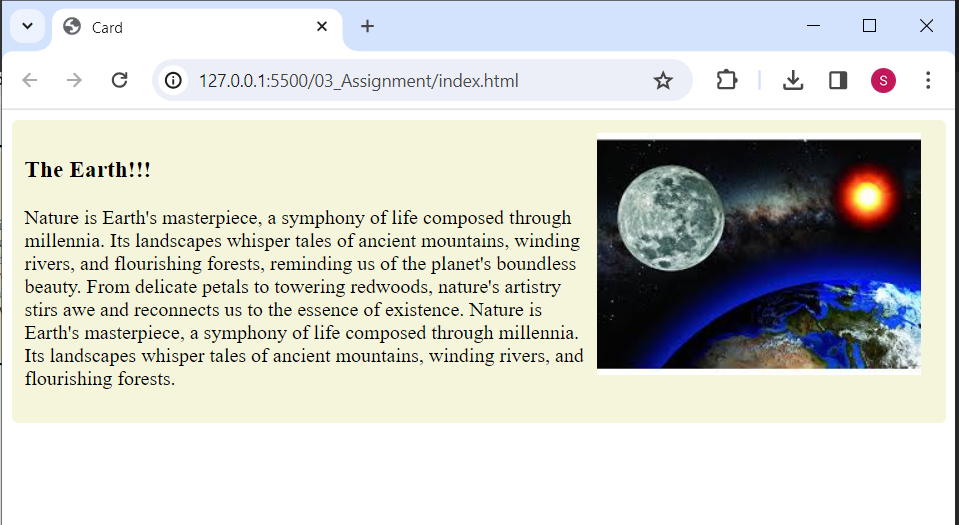 Card
127.0.0.1:5500/03_Assignment/index.html
S
The Earth!!!
Nature is Earth's masterpiece, a symphony of life composed through
millennia. Its landscapes whisper tales of ancient mountains, winding
rivers, and flourishing forests, reminding us of the planet's boundless
beauty. From delicate petals to towering redwoods, nature's artistry
stirs awe and reconnects us to the essence of existence. Nature is
Earth's masterpiece, a symphony of life composed through millennia.
Its landscapes whisper tales of ancient mountains, winding rivers, and
flourishing forests.